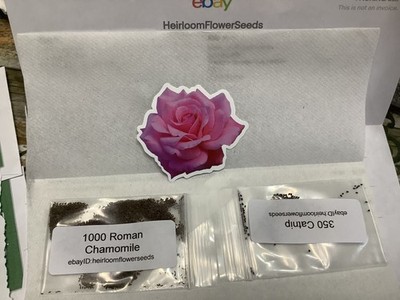 ebay
This is not an invoice
HeirloomFlowerSeeds
1000 Roman
Chamomile
ebayID:heirloomflowerseeds
350 Catnip
ebayID:heirloomflowerseeds